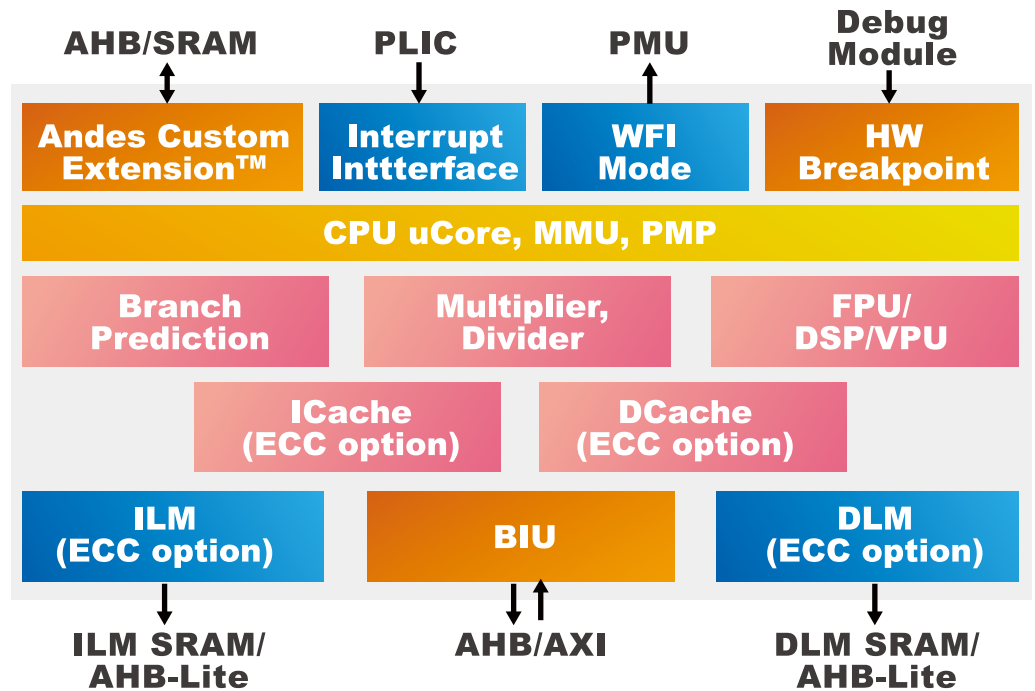 AHB/SRAM
PLIC
PMU
Debug
Module
Andes Custom
Extension™
Interrupt
Intttterface
WFI
Mode
HW
Breakpoint
CPU uCore, MMU, PMP
Branch
Prediction
Multiplier,
Divider
FPU/
DSP/VPU
ICache
(ECC option)
DCache
(ECC option)
ILM
(ECC option)
BIU
DLM
(ECC option)
ILM SRAM/
AHB-Lite
AHB/AXI
DLM SRAM/
AHB-Lite